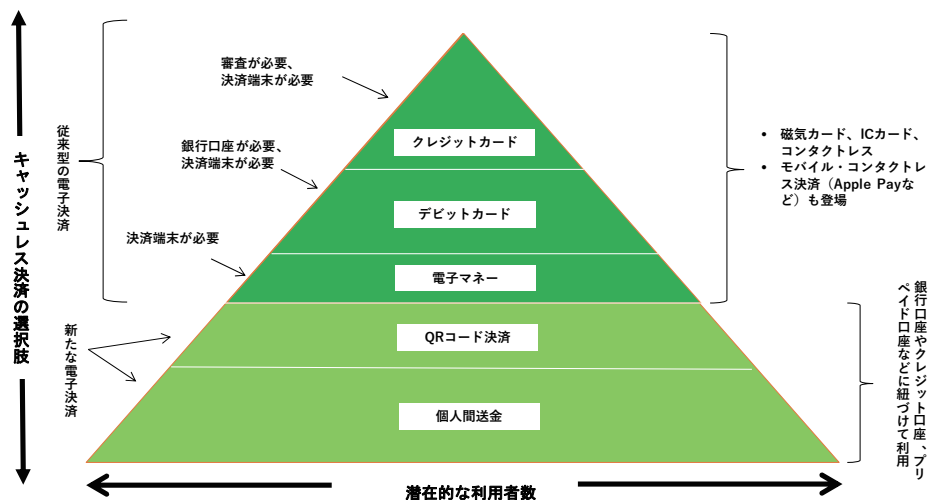 審査が必要、
決済端末が必要
クレジットカード
銀行口座が必要、
決済端末が必要
デビットカード
決済端末が必要
電子マネー
QRコード決済
個人間送金
キャッシュレス決済の選択肢
従来型の電子決済
新たな電子決済
• 磁気カード、ICカード、
コンタクトレス
• モバイル・コンタクトレ
ス決済（Apple Payな
ど）も登場
銀行口座やクレジット口座、プリ
ペイド口座などに紐づけて利用
潜在的な利用者数